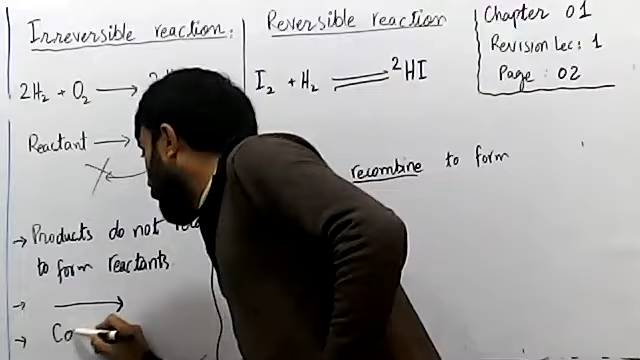 Irreversible reaction:
2H₂ + O₂ ⟶
Reactant ⟶
→ Products do not
to form reactants
→ ⟶
→ Co
Reversible reaction
I₂ + H₂ ⇌ 2HI
recombine to form
Chapter 01
Revision Lec: 1
Page: 02